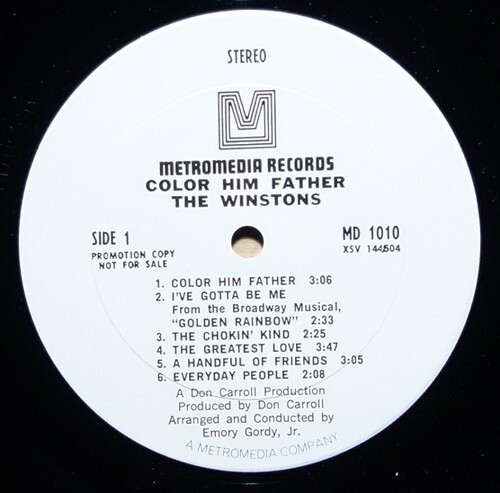 STEREO
M
METROMEDIA RECORDS
COLOR HIM FATHER
THE WINSTONS
SIDE 1
PROMOTION COPY
NOT FOR SALE
MD 1010
XSV 144604
1. COLOR HIM FATHER 3:06
2. I'VE GOTTA BE ME
From the Broadway Musical,
"GOLDEN RAINBOW" 2:33
3. THE CHOKIN' KIND 2:25
4. THE GREATEST LOVE 3:47
5. A HANDFUL OF FRIENDS 3:05
6. EVERYDAY PEOPLE 2:08
A Don Carroll Production
Produced by Don Carroll
Arranged and Conducted by
Emory Gordy, Jr.
A METROMEDIA COMPANY